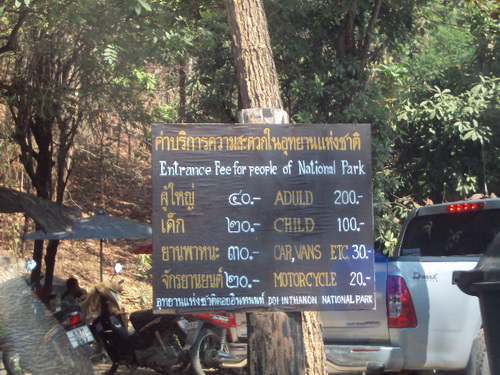 ค่าบริการความสะดวกในอุทยานแห่งชาติ
Entrance Fee for people of National Park
ผู้ใหญ่ ๔๐.- ADULD 200.-
เด็ก ๒๐.- CHILD 100.-
ยานพาหนะ ๓๐.- CAR, VANS ETC. 30.-
จักรยานยนต์ ๒๐.- MOTORCYCLE 20.-
อุทยานแห่งชาติดอยอินทนนท์ DOI INTHANON NATIONAL PARK
D-MAX